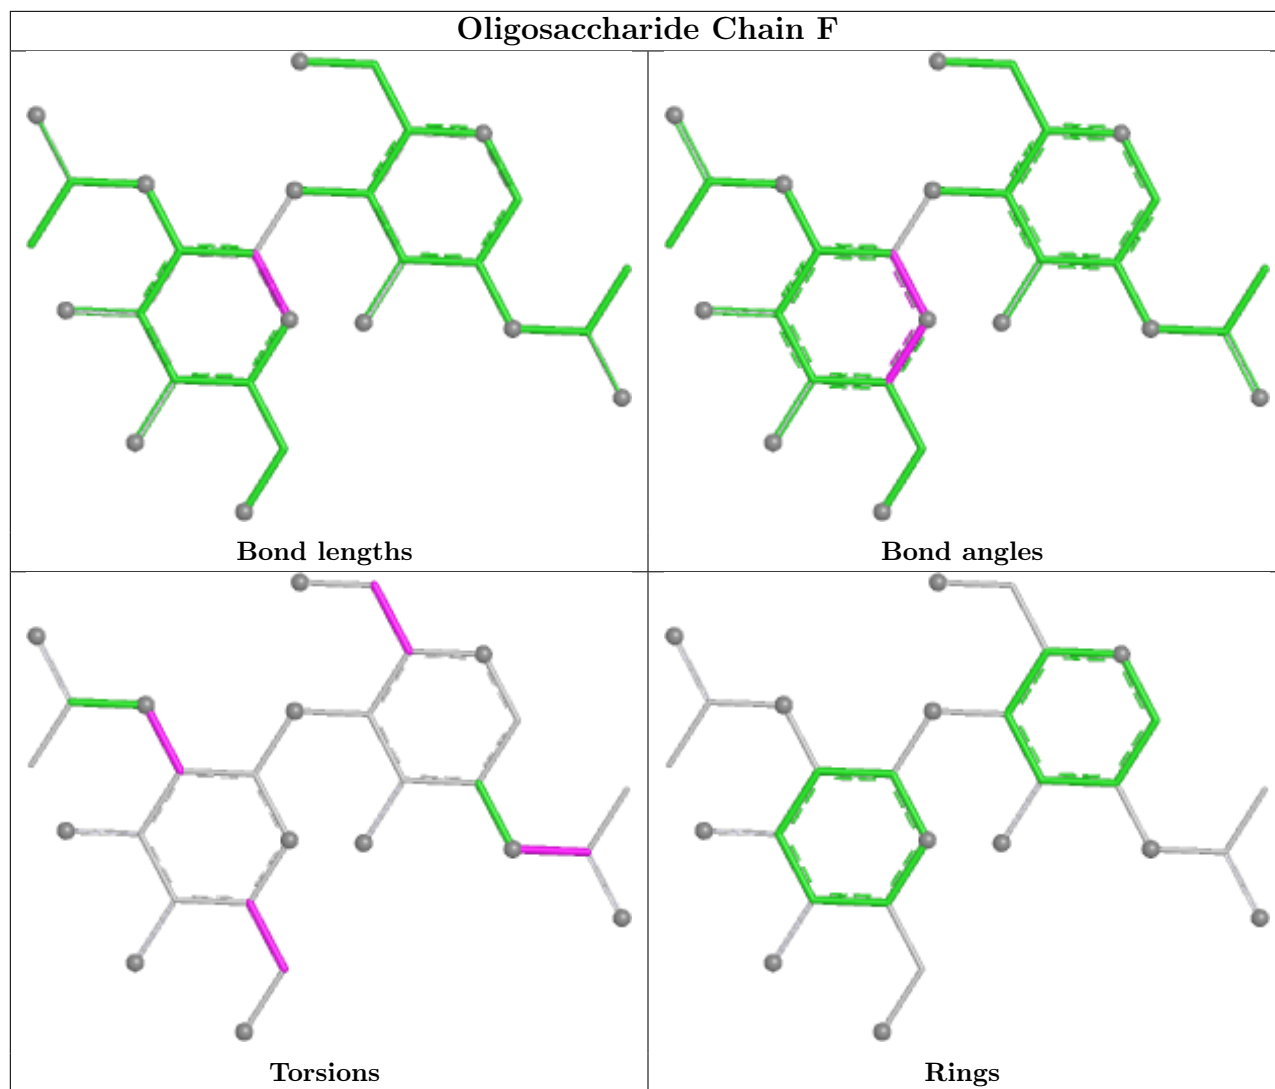 Oligosaccharide Chain F
Bond lengths
Bond angles
Torsions
Rings